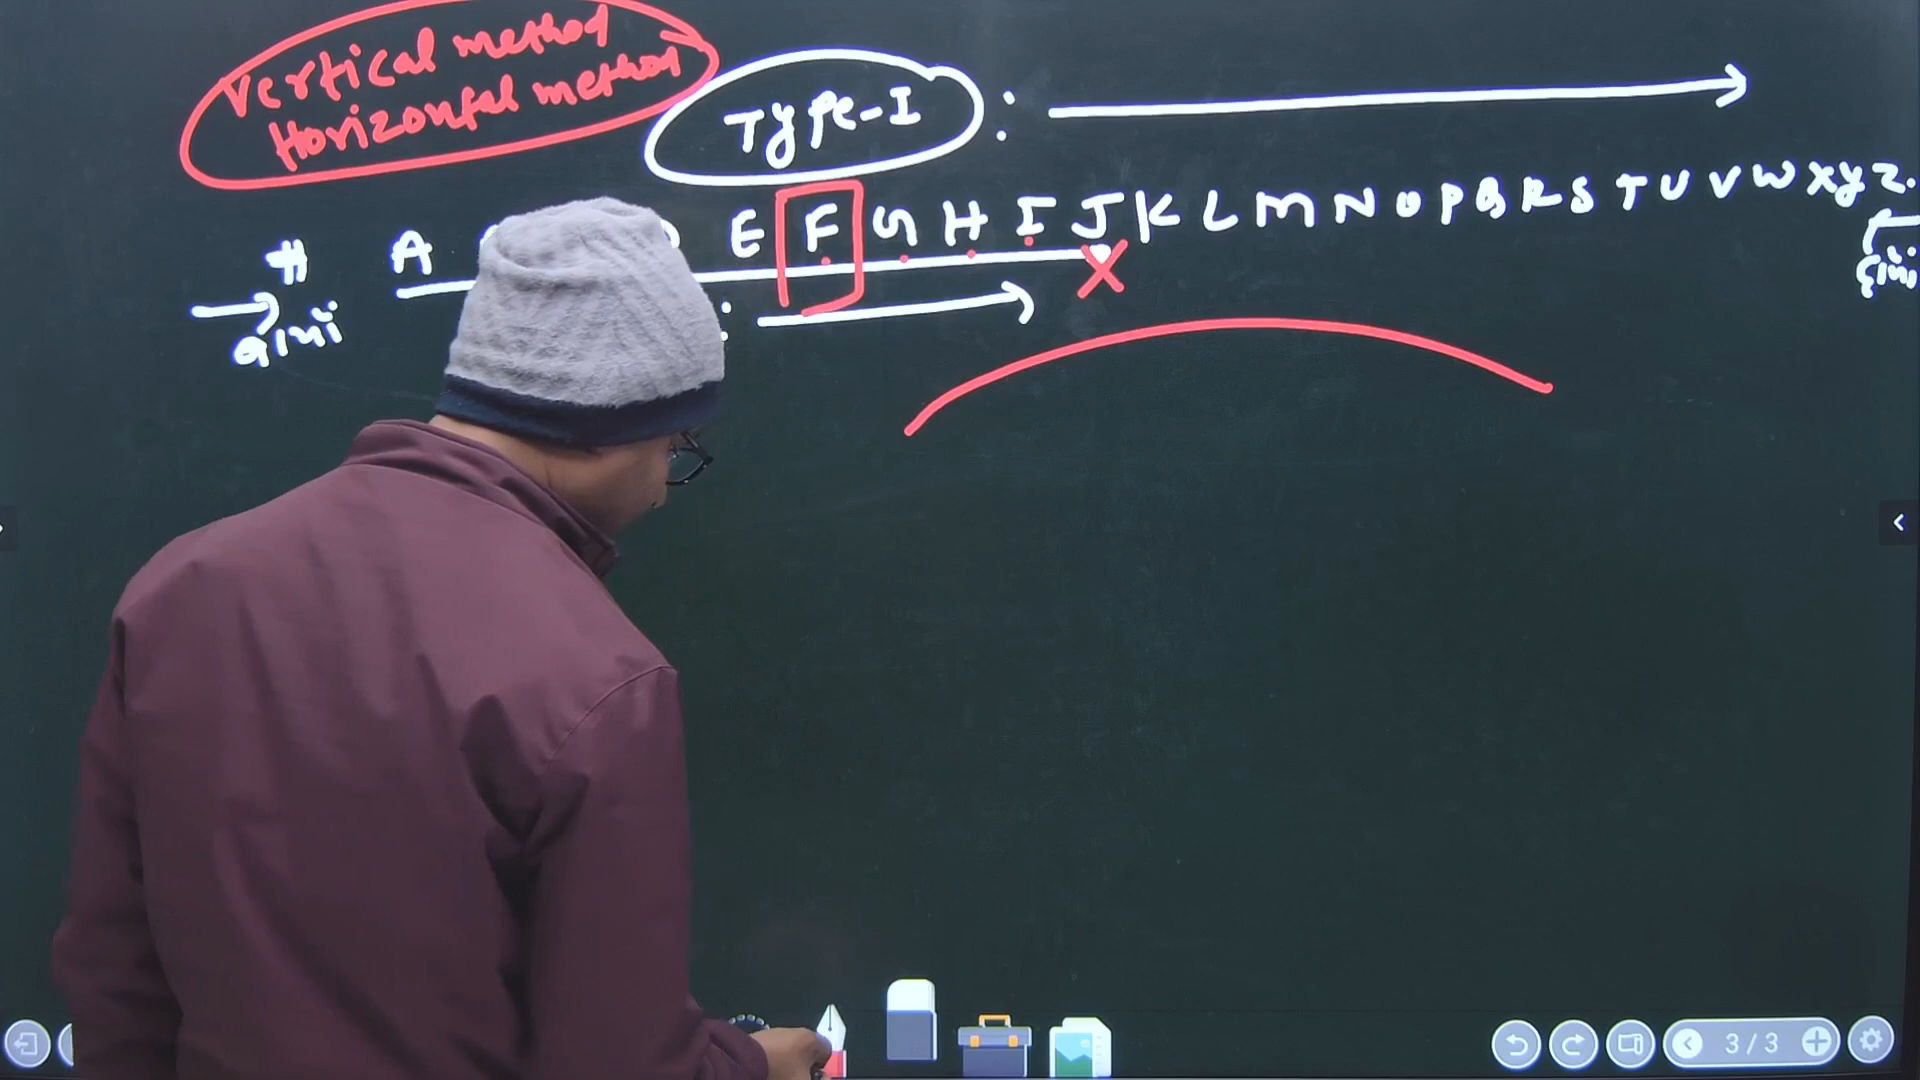 Vertical method
Horizontal method
Type-I :
# A E F G H I J K L M N O P Q R S T U V W X Y Z.
बायाँ
3/3